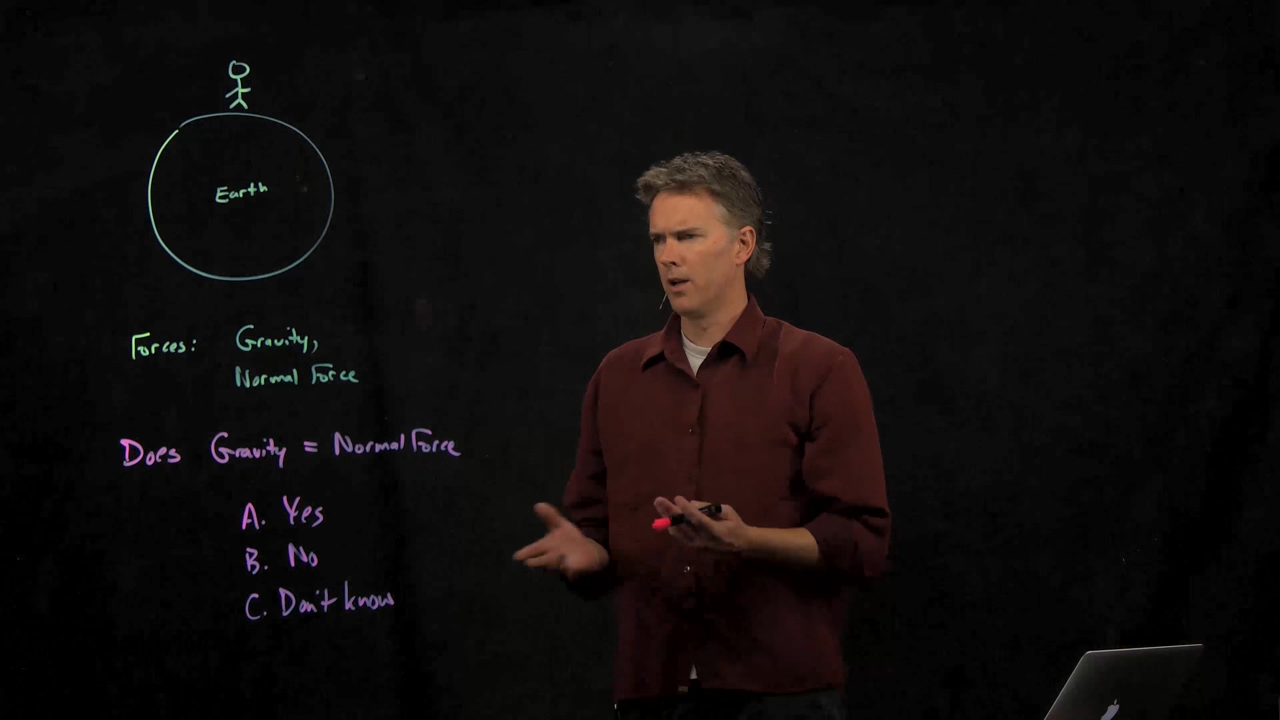 Earth
Forces: Gravity,
Normal Force
Does Gravity = Normal Force
A. Yes
B. No
C. Don't know